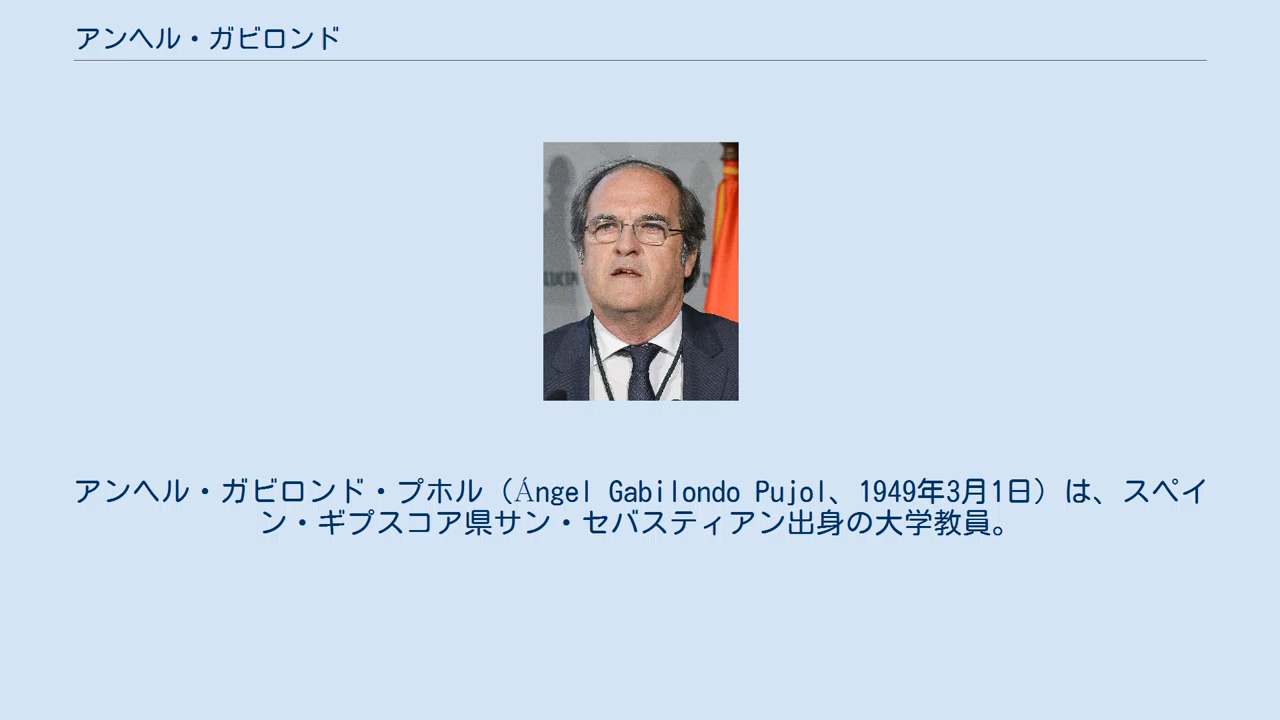 アンヘル・ガビロンド
アンヘル・ガビロンド・プホル（Ángel Gabilondo Pujol、1949年3月1日）は、スペイ
ン・ギプスコア県サン・セバスティアン出身の大学教員。